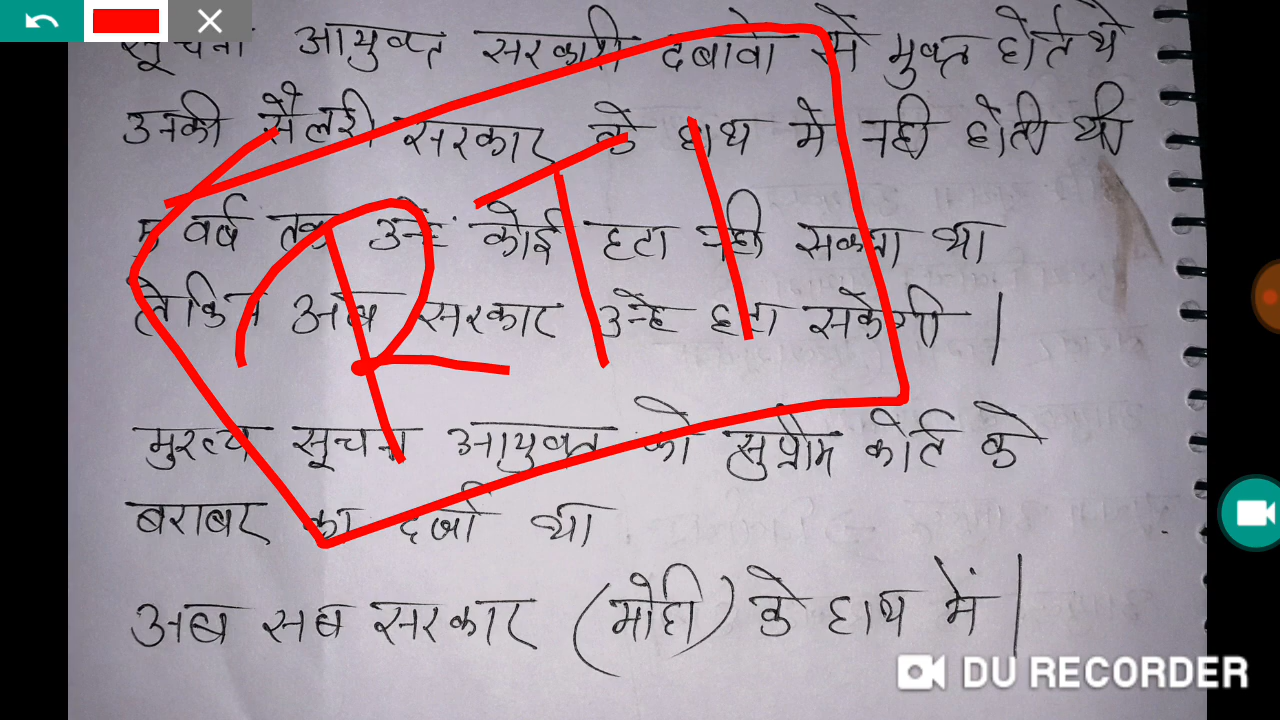 सूचना आयुक्त सरकारी दबावो से मुक्त होते थे
उनकी सैलरी सरकार के हाथ मे नही होती थी
5 वर्ष तक उन्हे कोई हटा नही सकता था
लेकिन अब सरकार उन्हे हटा सकेगी |
RTI
मुख्य सूचना आयुक्त को सुप्रीम कोर्ट के
बराबर का दर्जा था
अब सब सरकार (मोदी) के हाथ में |
DU RECORDER